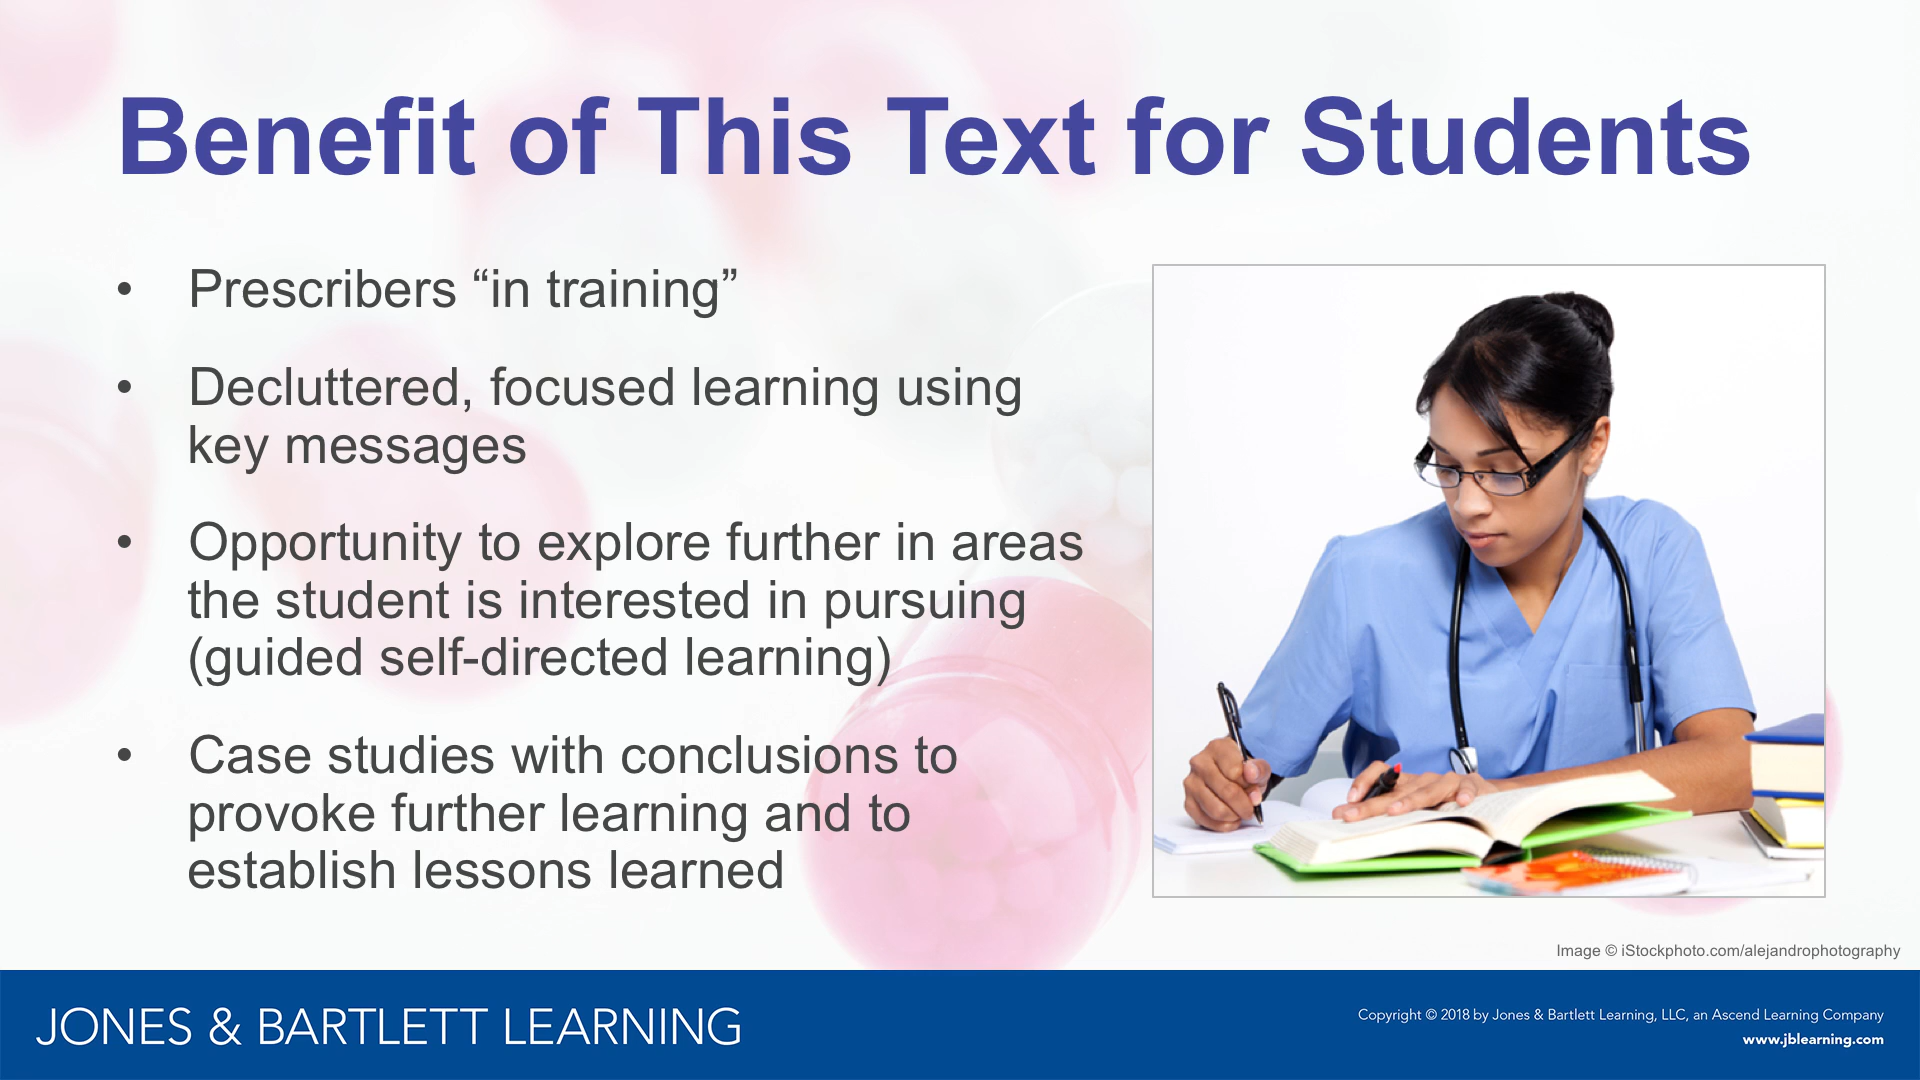 Benefit of This Text for Students
• Prescribers “in training”
• Decluttered, focused learning using
key messages
• Opportunity to explore further in areas
the student is interested in pursuing
(guided self-directed learning)
• Case studies with conclusions to
provoke further learning and to
establish lessons learned
Image © iStockphoto.com/alejandrophotography
JONES & BARTLETT LEARNING
Copyright © 2018 by Jones & Bartlett Learning, LLC, an Ascend Learning Company
www.jblearning.com